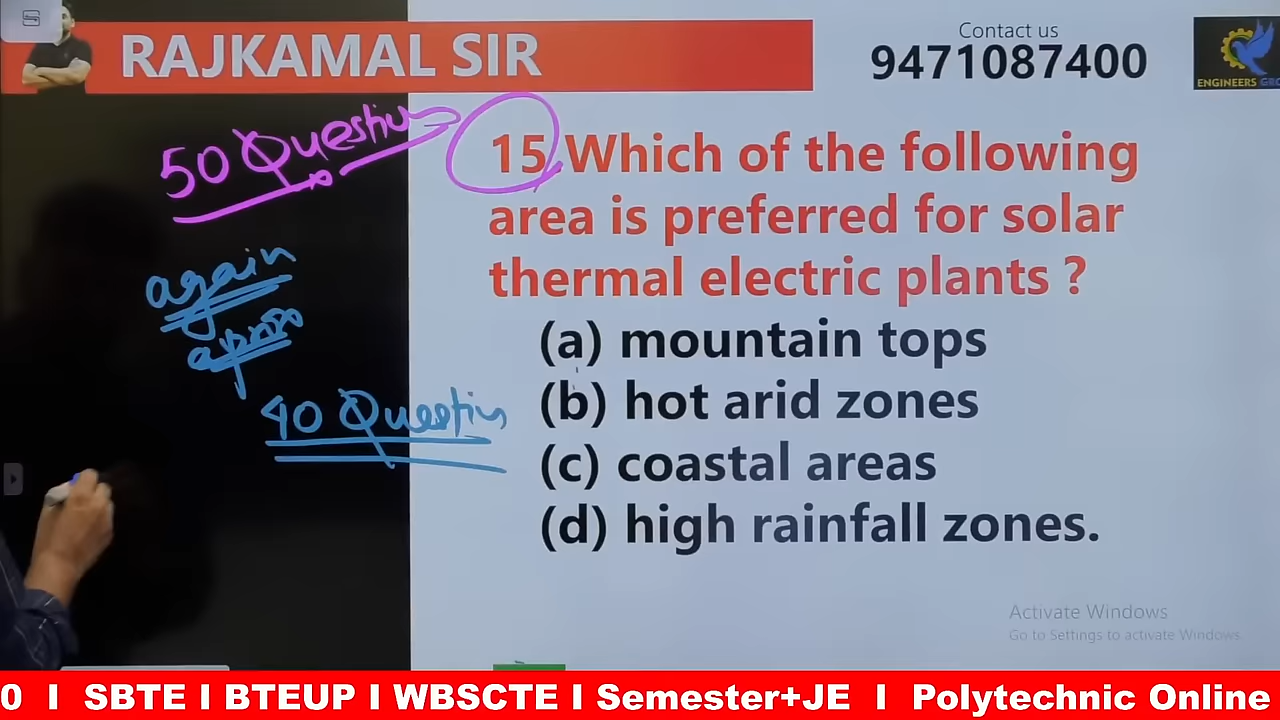 RAJKAMAL SIR
Contact us
9471087400
ENGINEERS GRO
50 Question
again
40 Question
15. Which of the following
area is preferred for solar
thermal electric plants ?
(a) mountain tops
(b) hot arid zones
(c) coastal areas
(d) high rainfall zones.
Activate Windows
Go to Settings to activate Windows.
0 I SBTE I BTEUP I WBSCTE I Semester+JE I Polytechnic Online